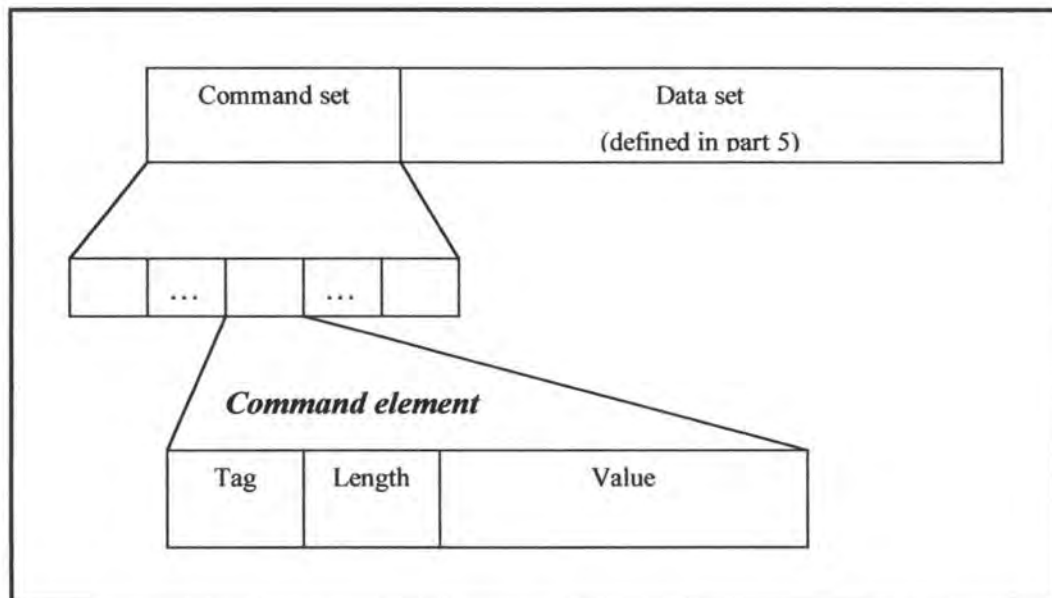 Command set
Data set
(defined in part 5)
...
...
Command element
Tag
Length
Value